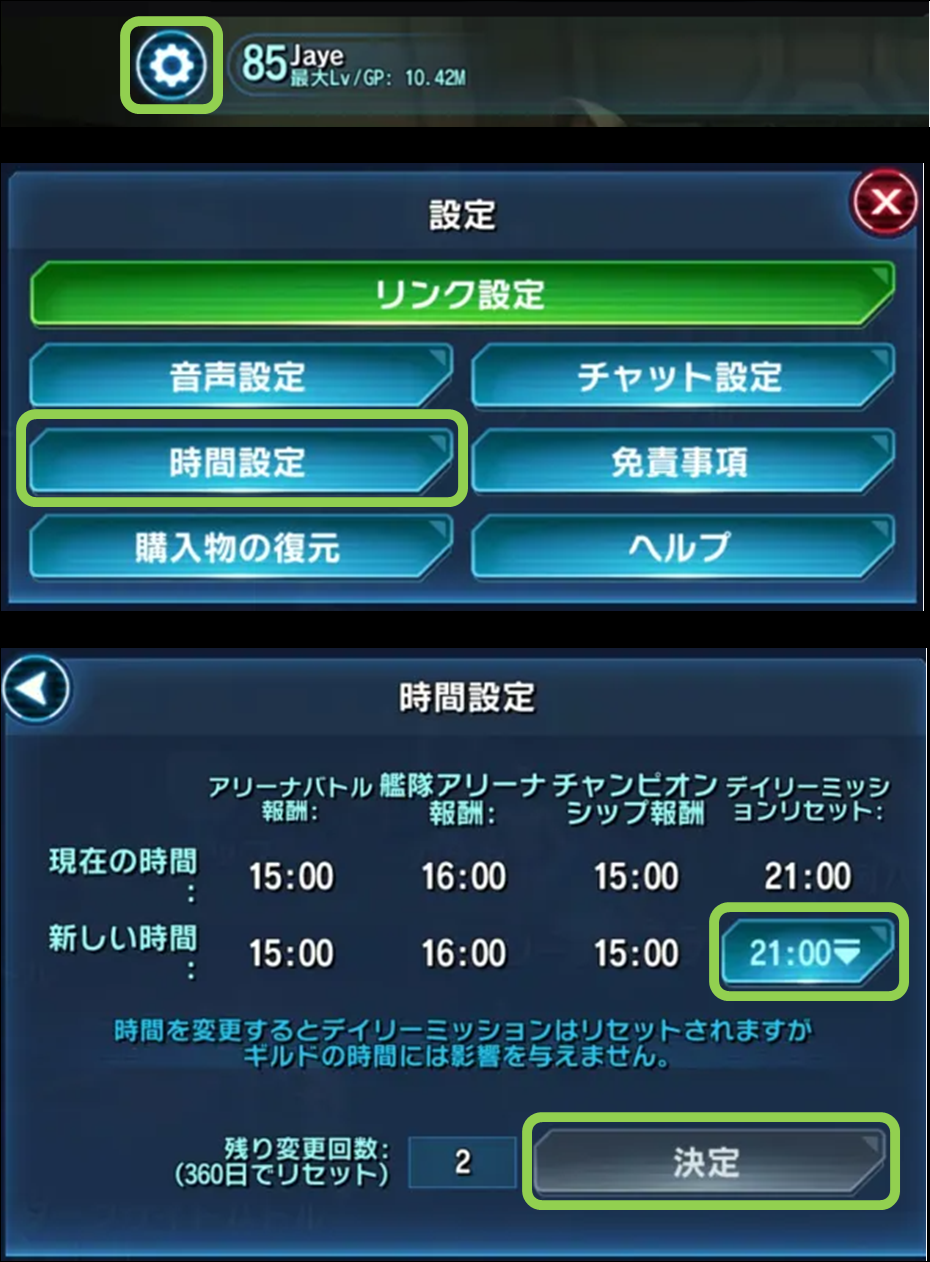 85 Jaye
最大Lv/GP: 10.42M
設定
リンク設定
音声設定 チャット設定
時間設定 免責事項
購入物の復元 ヘルプ
時間設定
アリーナバトル 艦隊アリーナ チャンピオン デイリーミッシ
報酬: 報酬: シップ報酬 ョンリセット:
現在の時間
: 15:00 16:00 15:00 21:00
新しい時間
: 15:00 16:00 15:00 21:00
時間を変更するとデイリーミッションはリセットされますが
ギルドの時間には影響を与えません。
残り変更回数:
(360日でリセット) 2 決定